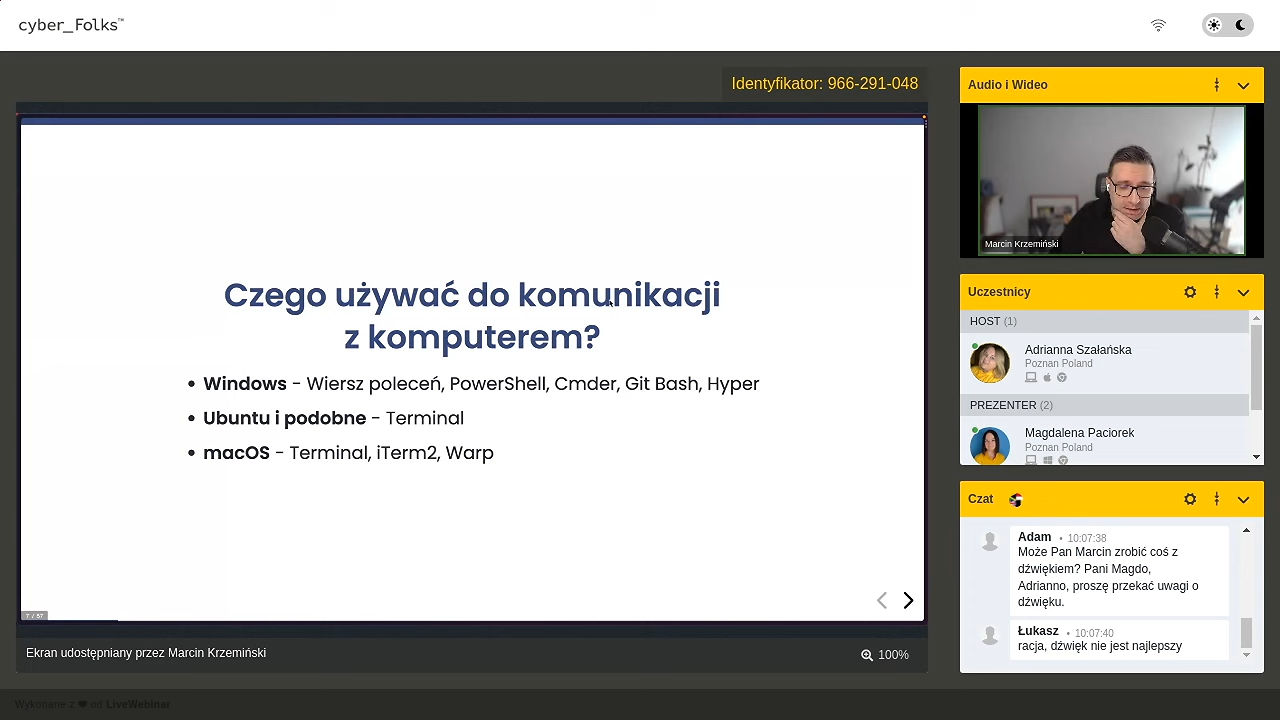 cyber_Folks™
Identyfikator: 966-291-048
Czego używać do komunikacji
z komputerem?
• Windows - Wiersz poleceń, PowerShell, Cmder, Git Bash, Hyper
• Ubuntu i podobne - Terminal
• macOS - Terminal, iTerm2, Warp
7 / 57
Ekran udostępniany przez Marcin Krzemiński
100%
Audio i Wideo
Marcin Krzemiński
Uczestnicy
HOST (1)
Adrianna Szałańska
Poznan Poland
PREZENTER (2)
Magdalena Paciorek
Poznan Poland
Czat
Adam • 10:07:38
Może Pan Marcin zrobić coś z
dźwiękiem? Pani Magdo,
Adrianno, proszę przekać uwagi o
dźwięku.
Łukasz • 10:07:40
racja, dźwięk nie jest najlepszy
Wykonane z ❤ od LiveWebinar